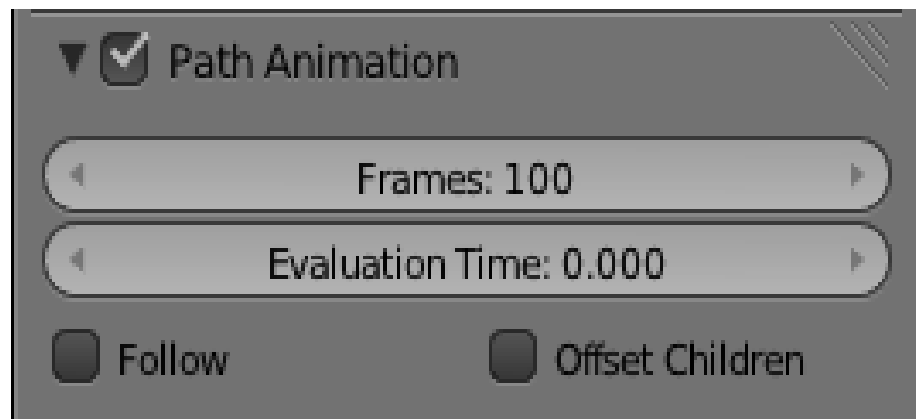 Path Animation
Frames: 100
Evaluation Time: 0.000
Follow
Offset Children